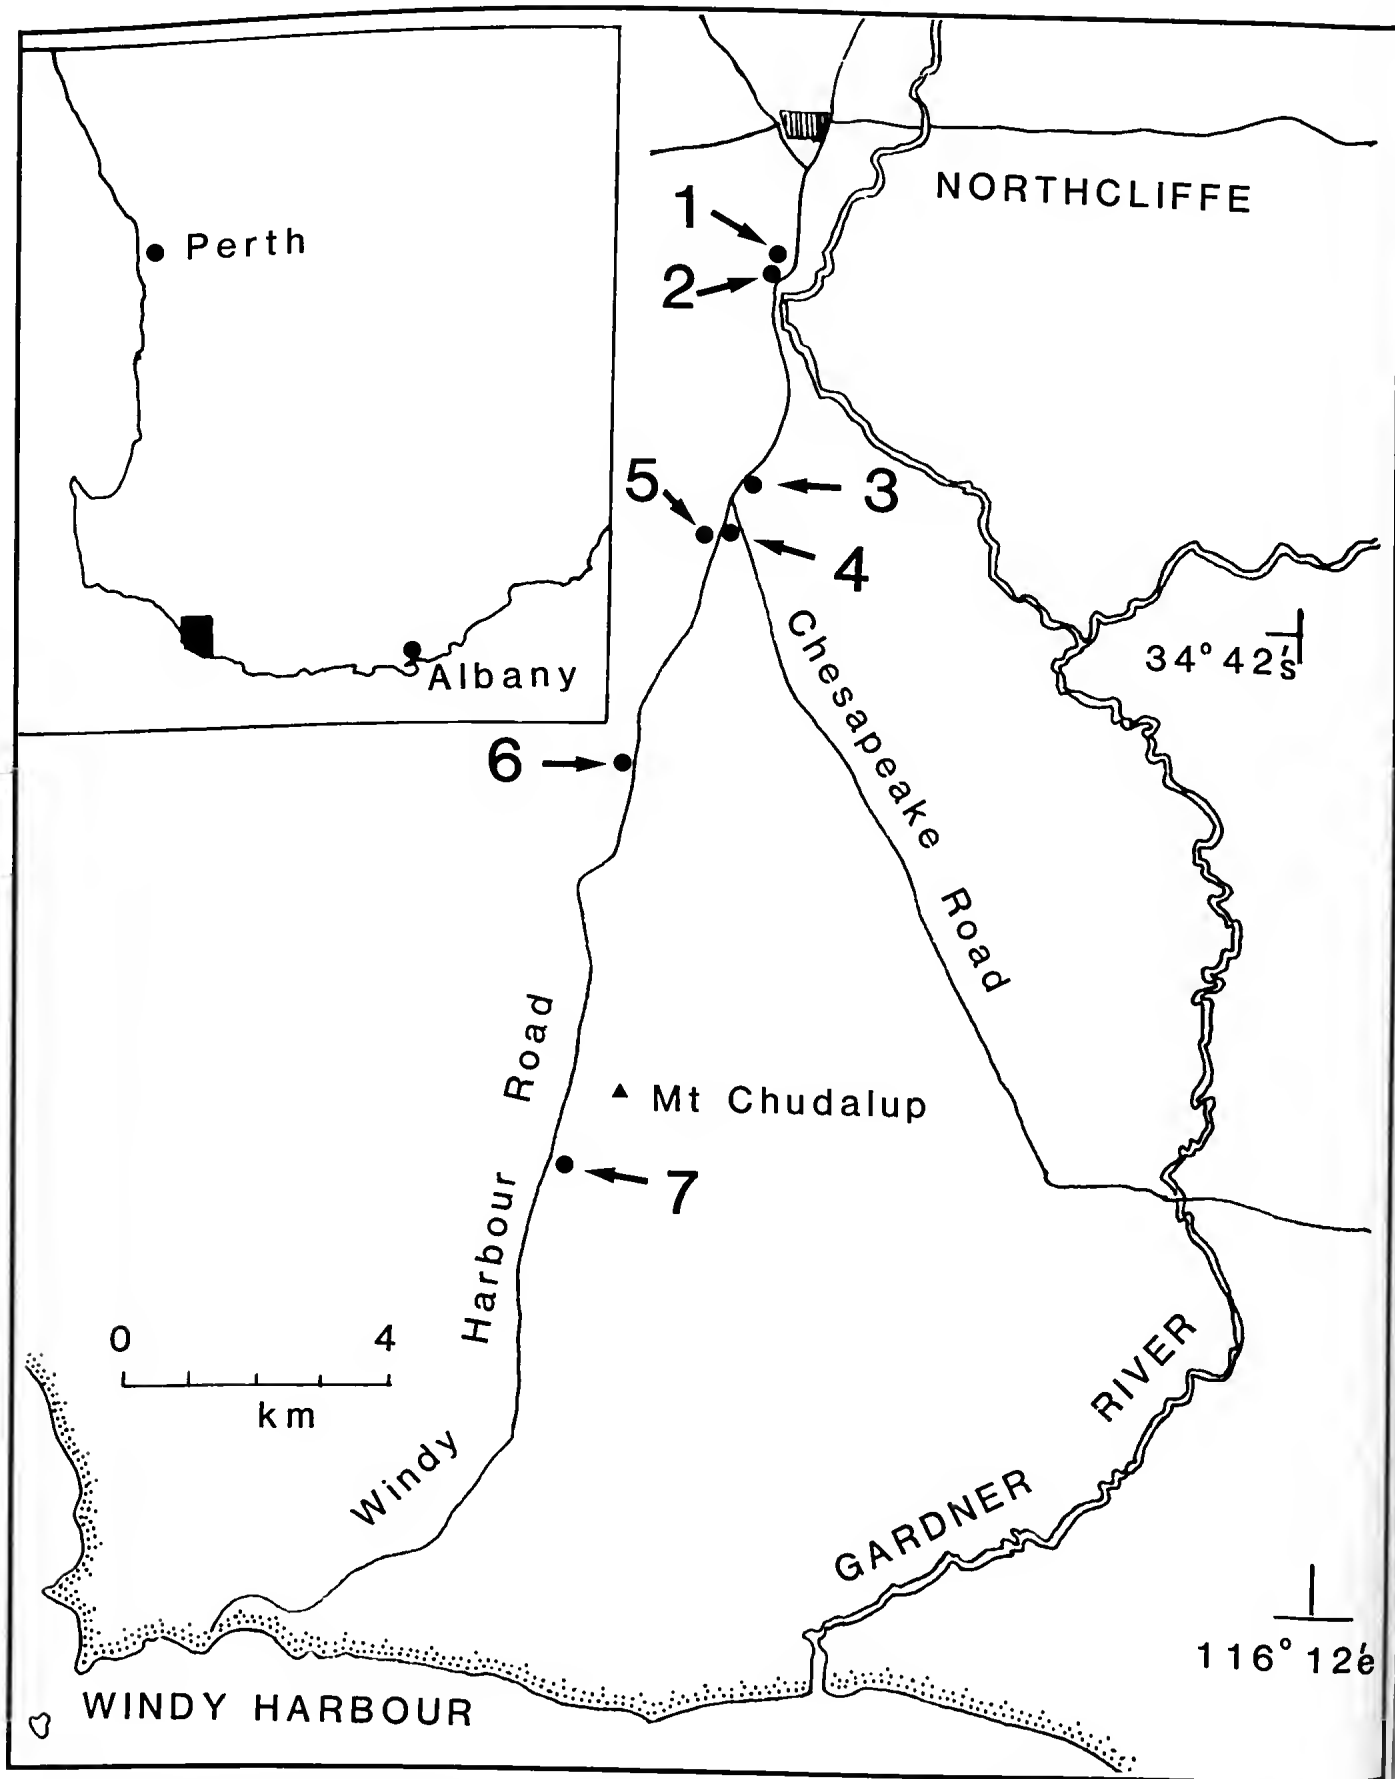 NORTHCLIFFE
1
Perth
2
5
3
4
34° 42's
Albany
Chesapeake Road
6
Mt Chudalup
7
Windy Harbour Road
0 4
km
GARDNER RIVER
116° 12'e
WINDY HARBOUR